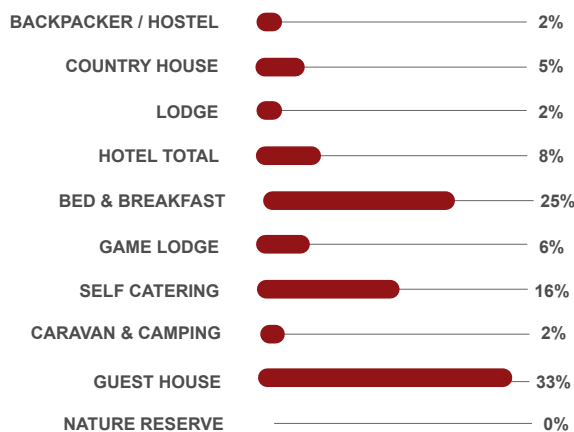 BACKPACKER / HOSTEL 2%
COUNTRY HOUSE 5%
LODGE 2%
HOTEL TOTAL 8%
BED & BREAKFAST 25%
GAME LODGE 6%
SELF CATERING 16%
CARAVAN & CAMPING 2%
GUEST HOUSE 33%
NATURE RESERVE 0%